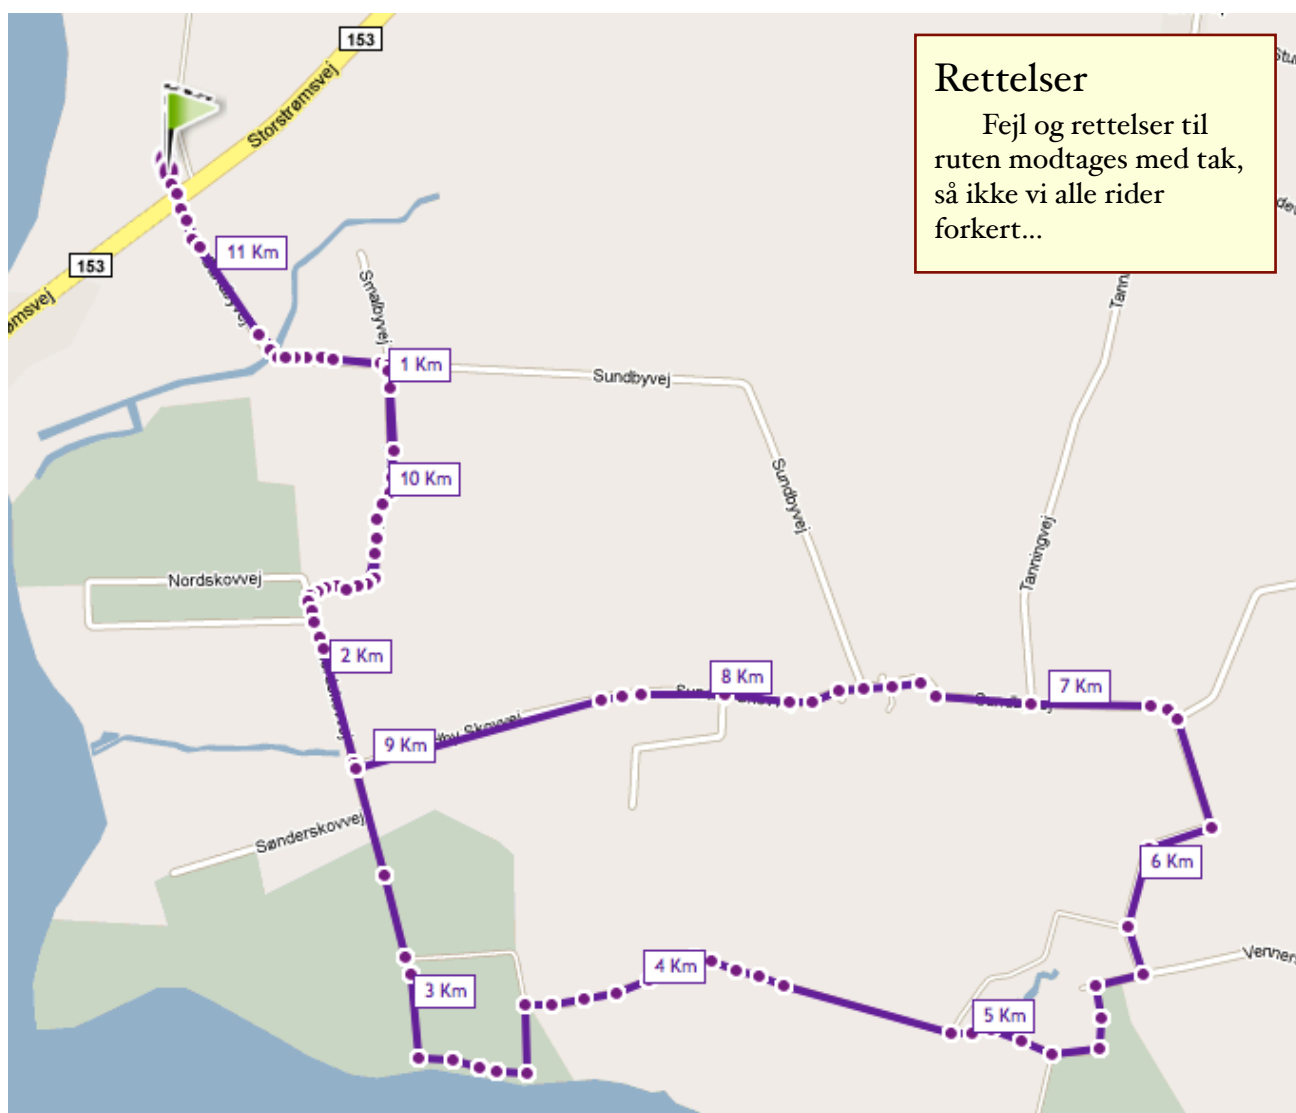 153
Rettelser
Fejl og rettelser til
ruten modtages med tak,
så ikke vi alle rider
forkert...
Storstrømsvej
11 Km
153
Smalbyvej
1 Km
Sundbyvej
10 Km
Sundbyvej
Tanningvej
Nordskovvej
2 Km
8 Km
7 Km
9 Km
Sønderskovvej
6 Km
3 Km
4 Km
5 Km